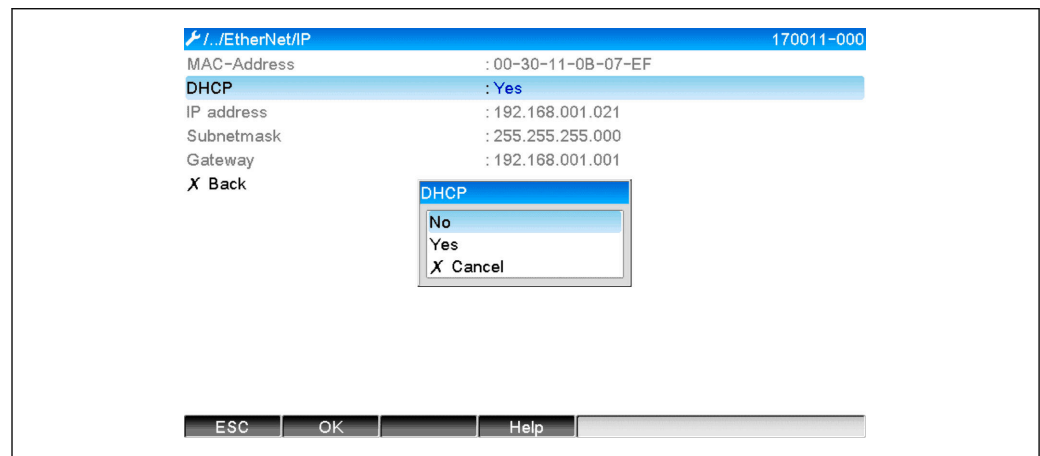 /../EtherNet/IP 170011-000
MAC-Address : 00-30-11-0B-07-EF
DHCP : Yes
IP address : 192.168.001.021
Subnetmask : 255.255.255.000
Gateway : 192.168.001.001
X Back
DHCP
No
Yes
X Cancel
ESC OK Help